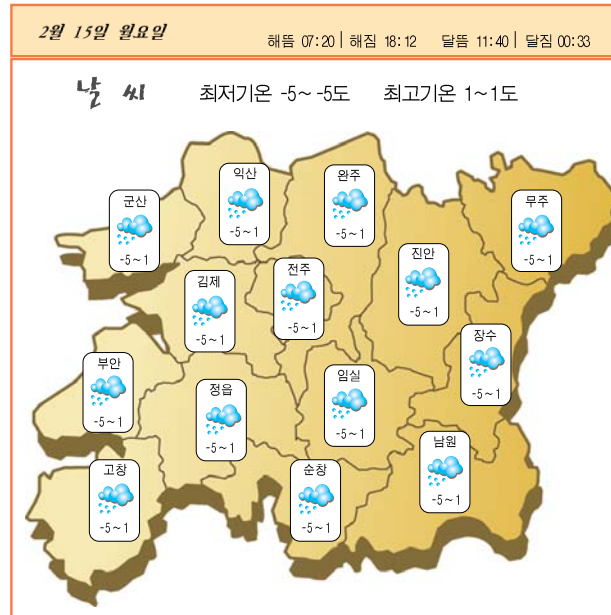 2월 15일 월요일
해뜸 07:20 | 해짐 18:12 달뜸 11:40 | 달짐 00:33
날 씨 최저기온 -5~ -5도 최고기온 1~1도
익산
-5~1
완주
-5~1
군산
-5~1
무주
-5~1
진안
-5~1
전주
-5~1
김제
-5~1
장수
-5~1
부안
-5~1
임실
-5~1
정읍
-5~1
남원
-5~1
고창
-5~1
순창
-5~1